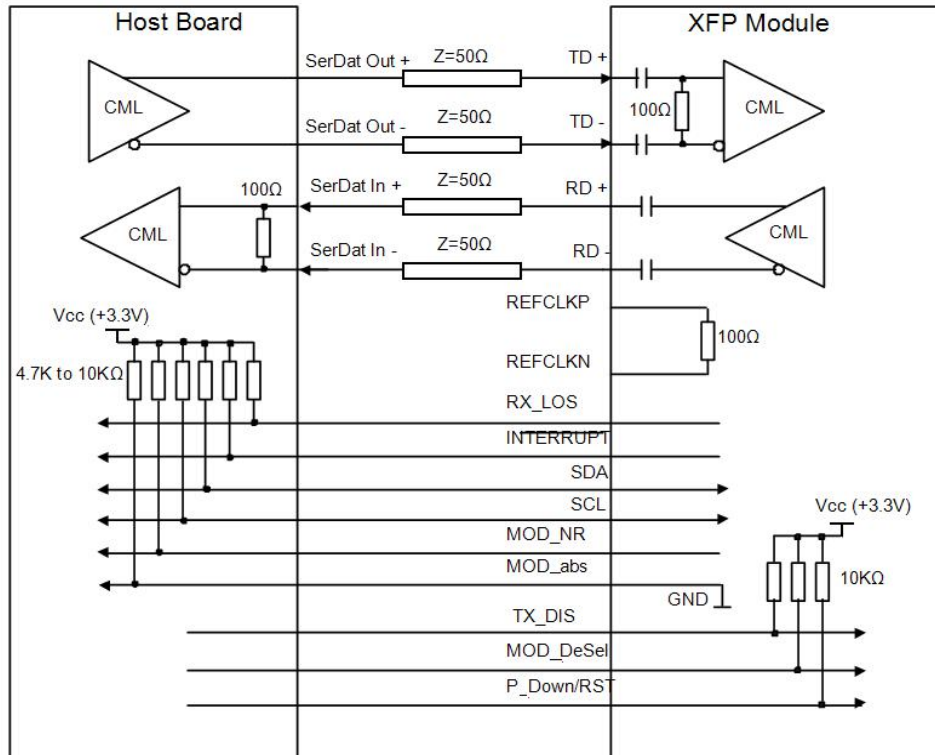 Host Board
XFP Module
SerDat Out +
Z=50Ω
TD +
CML
100Ω
CML
SerDat Out -
Z=50Ω
TD -
SerDat In +
Z=50Ω
RD +
100Ω
CML
CML
SerDat In -
Z=50Ω
RD -
REFCLKP
Vcc (+3.3V)
100Ω
REFCLKN
4.7K to 10KΩ
RX_LOS
INTERRUPT
SDA
SCL
Vcc (+3.3V)
MOD_NR
MOD_abs
10KΩ
GND
TX_DIS
MOD_DeSel
P_Down/RST